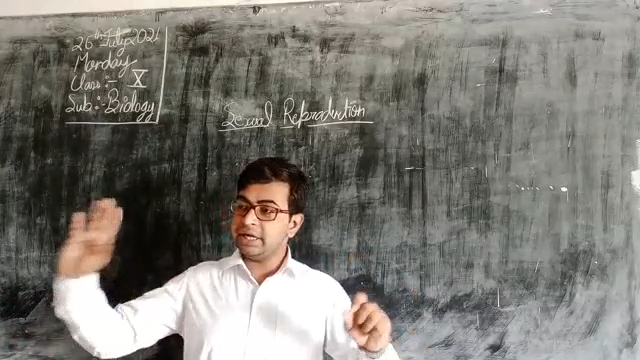 26th July 2021
Monday
Class :- X
Sub :- Biology
Sexual Reproduction